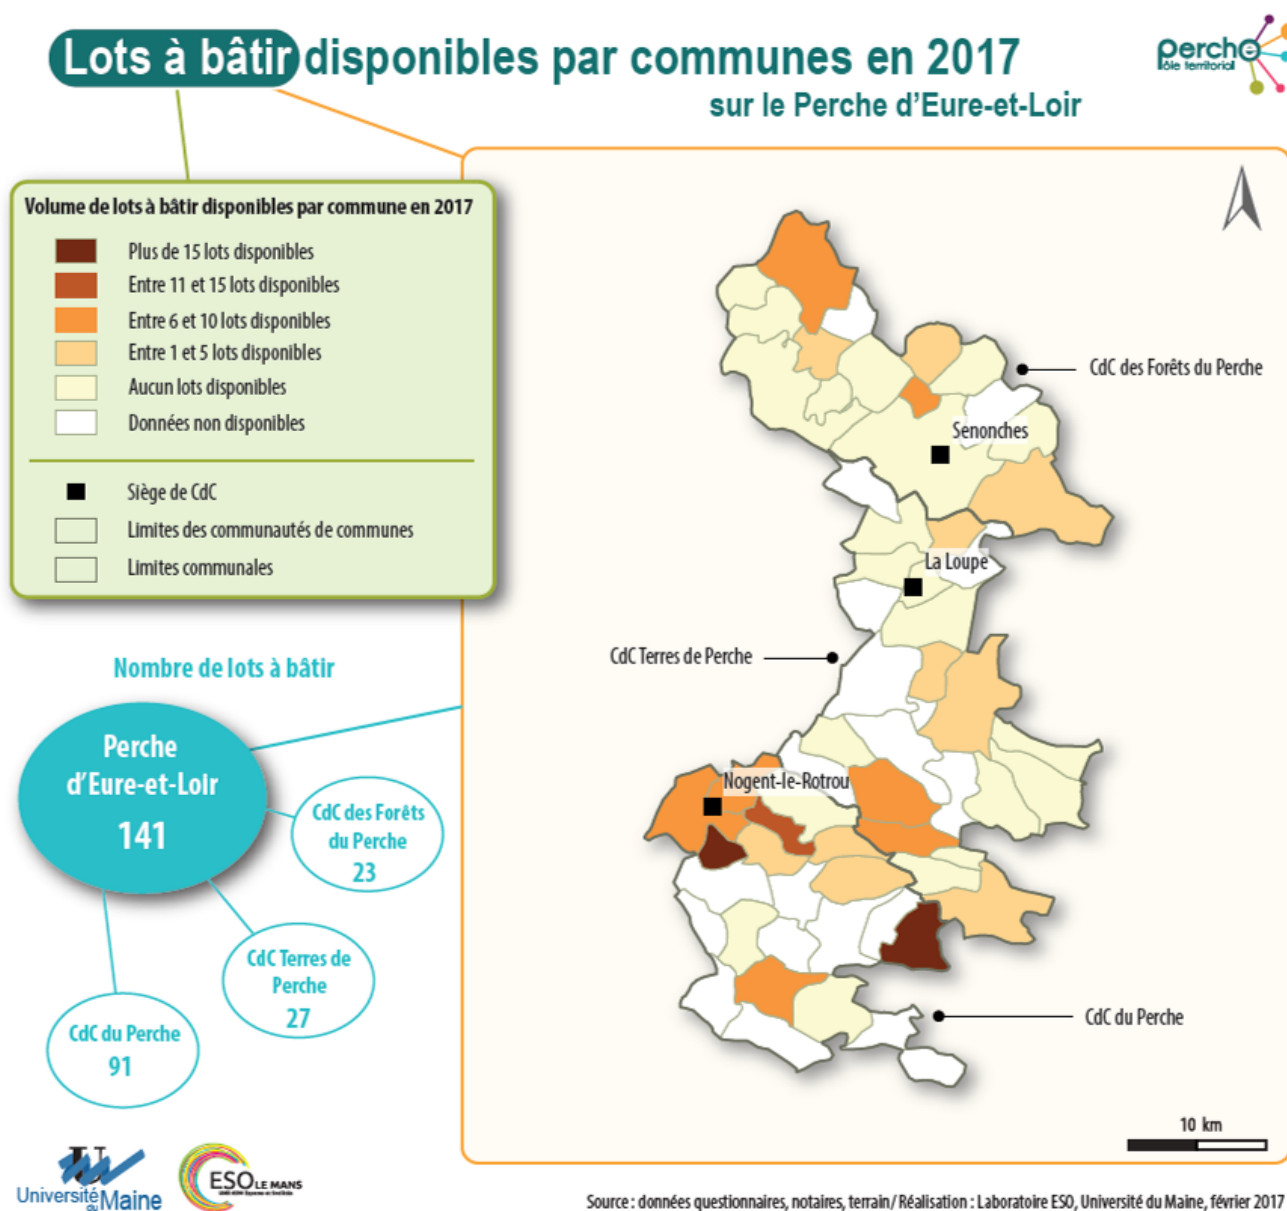 Lots à bâtir disponibles par communes en 2017
sur le Perche d'Eure-et-Loir
perche
pôle territorial
Volume de lots à bâtir disponibles par commune en 2017
Plus de 15 lots disponibles
Entre 11 et 15 lots disponibles
Entre 6 et 10 lots disponibles
Entre 1 et 5 lots disponibles
Aucun lots disponibles
Données non disponibles
Siège de CdC
Limites des communautés de communes
Limites communales
CdC des Forêts du Perche
Senonches
La Loupe
CdC Terres de Perche
Nogent-le-Rotrou
CdC du Perche
10 km
Nombre de lots à bâtir
Perche
d'Eure-et-Loir
141
CdC des Forêts
du Perche
23
CdC Terres de
Perche
27
CdC du Perche
91
Université du Maine
ESO LE MANS
Source : données questionnaires, notaires, terrain/ Réalisation : Laboratoire ESO, Université du Maine, février 2017